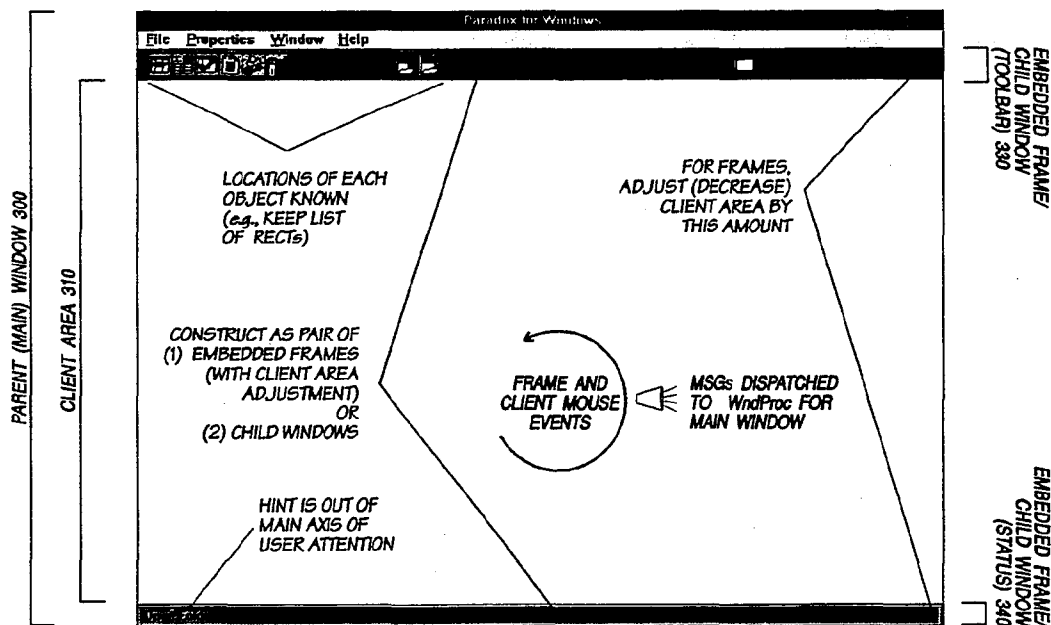 Paradox for Windows
File Properties Window Help
EMBEDDED FRAME/
CHILD WINDOW
(TOOLBAR) 330
LOCATIONS OF EACH
OBJECT KNOWN
(e.g., KEEP LIST
OF RECTs)
FOR FRAMES,
ADJUST (DECREASE)
CLIENT AREA BY
THIS AMOUNT
PARENT (MAIN) WINDOW 300
CLIENT AREA 310
CONSTRUCT AS PAIR OF
(1) EMBEDDED FRAMES
(WITH CLIENT AREA
ADJUSTMENT)
OR
(2) CHILD WINDOWS
FRAME AND
CLIENT MOUSE
EVENTS
MSGs DISPATCHED
TO WndProc FOR
MAIN WINDOW
HINT IS OUT OF
MAIN AXIS OF
USER ATTENTION
EMBEDDED FRAME/
CHILD WINDOW
(STATUS) 340